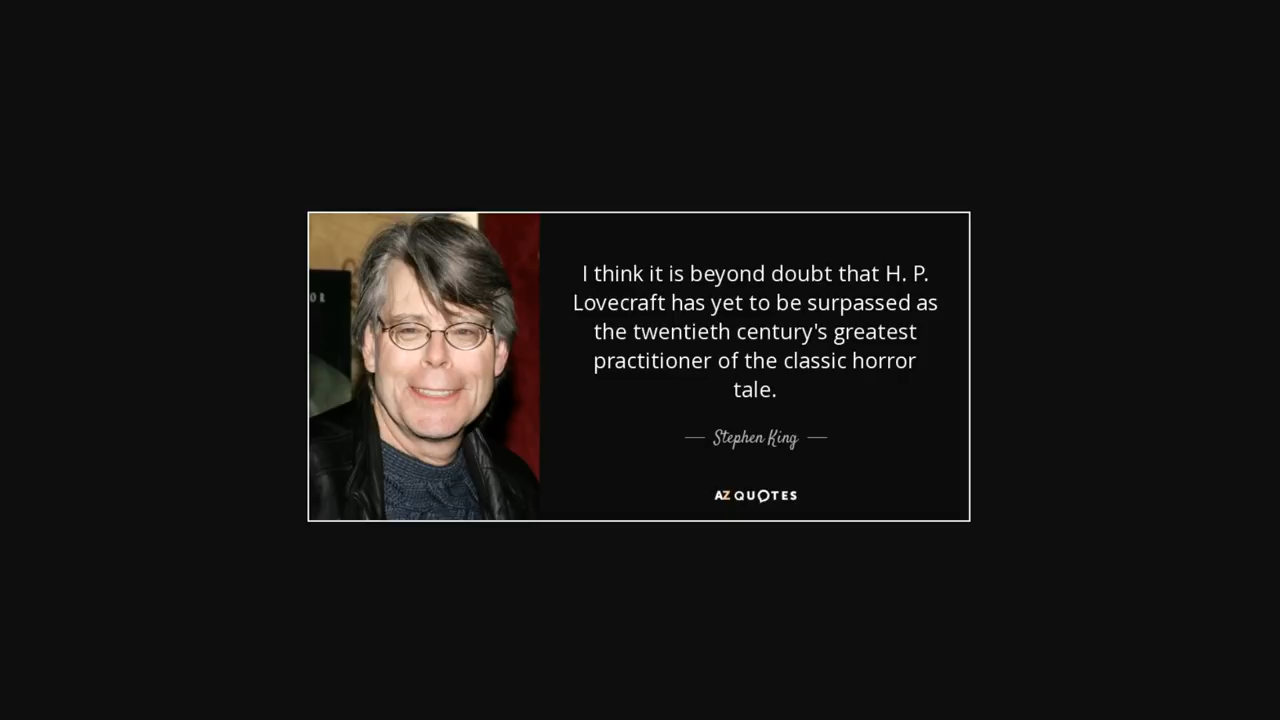 I think it is beyond doubt that H. P.
Lovecraft has yet to be surpassed as
the twentieth century's greatest
practitioner of the classic horror
tale.
Stephen King
AZ QUOTES